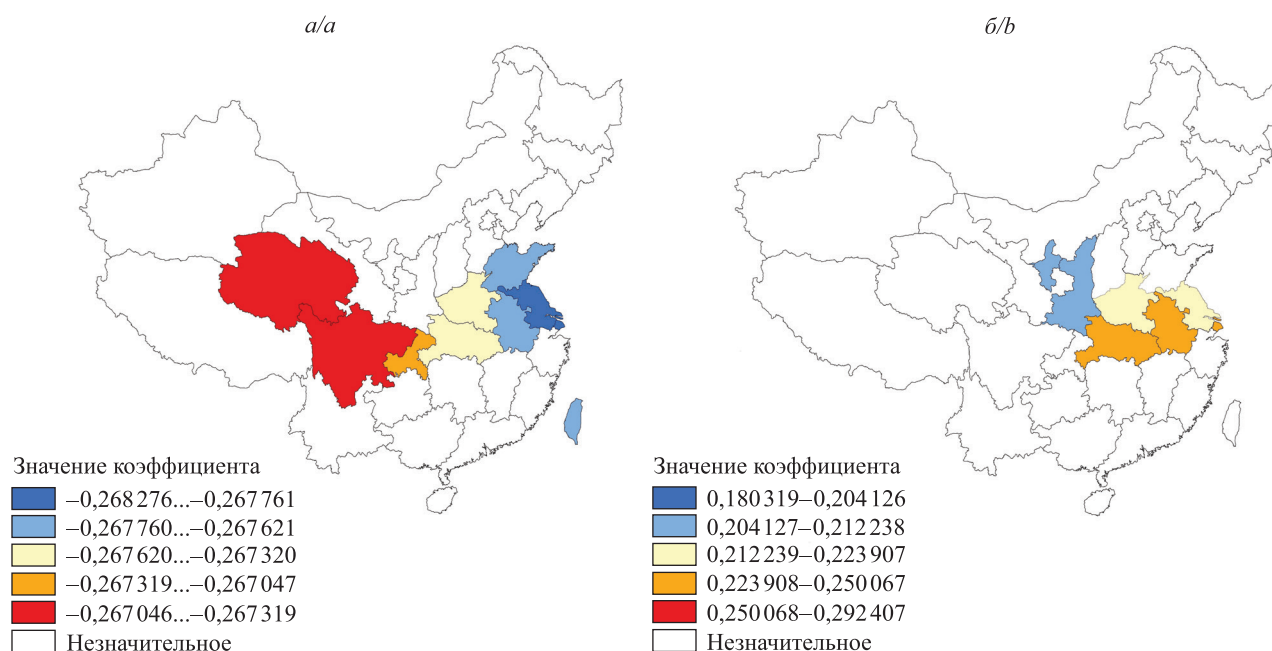 а/a
Значение коэффициента
–0,268 276...–0,267 761
–0,267 760...–0,267 621
–0,267 620...–0,267 320
–0,267 319...–0,267 047
–0,267 046...–0,267 319
Незначительное
б/b
Значение коэффициента
0,180 319–0,204 126
0,204 127–0,212 238
0,212 239–0,223 907
0,223 908–0,250 067
0,250 068–0,292 407
Незначительное